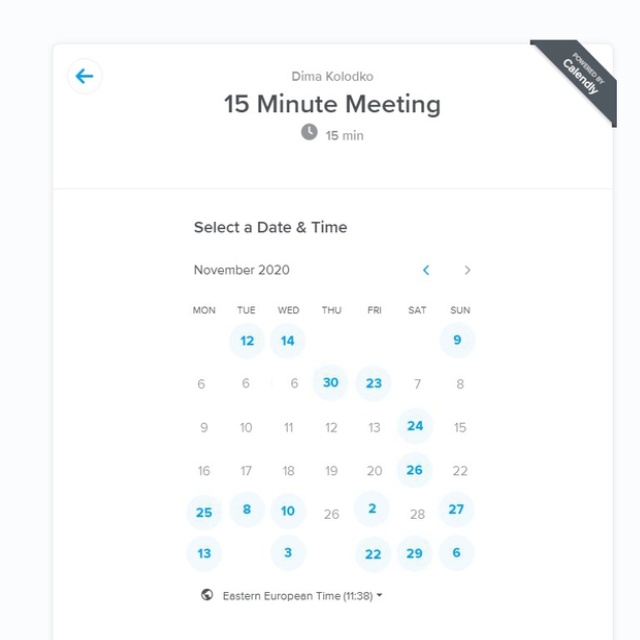 POWERED BY
Calendly
Dima Kolodko
15 Minute Meeting
15 min
Select a Date & Time
November 2020
MON TUE WED THU FRI SAT SUN
12 14 9
6 6 6 30 23 7 8
9 10 11 12 13 24 15
16 17 18 19 20 26 22
25 8 10 26 2 28 27
13 3 22 29 6
Eastern European Time (11:38)